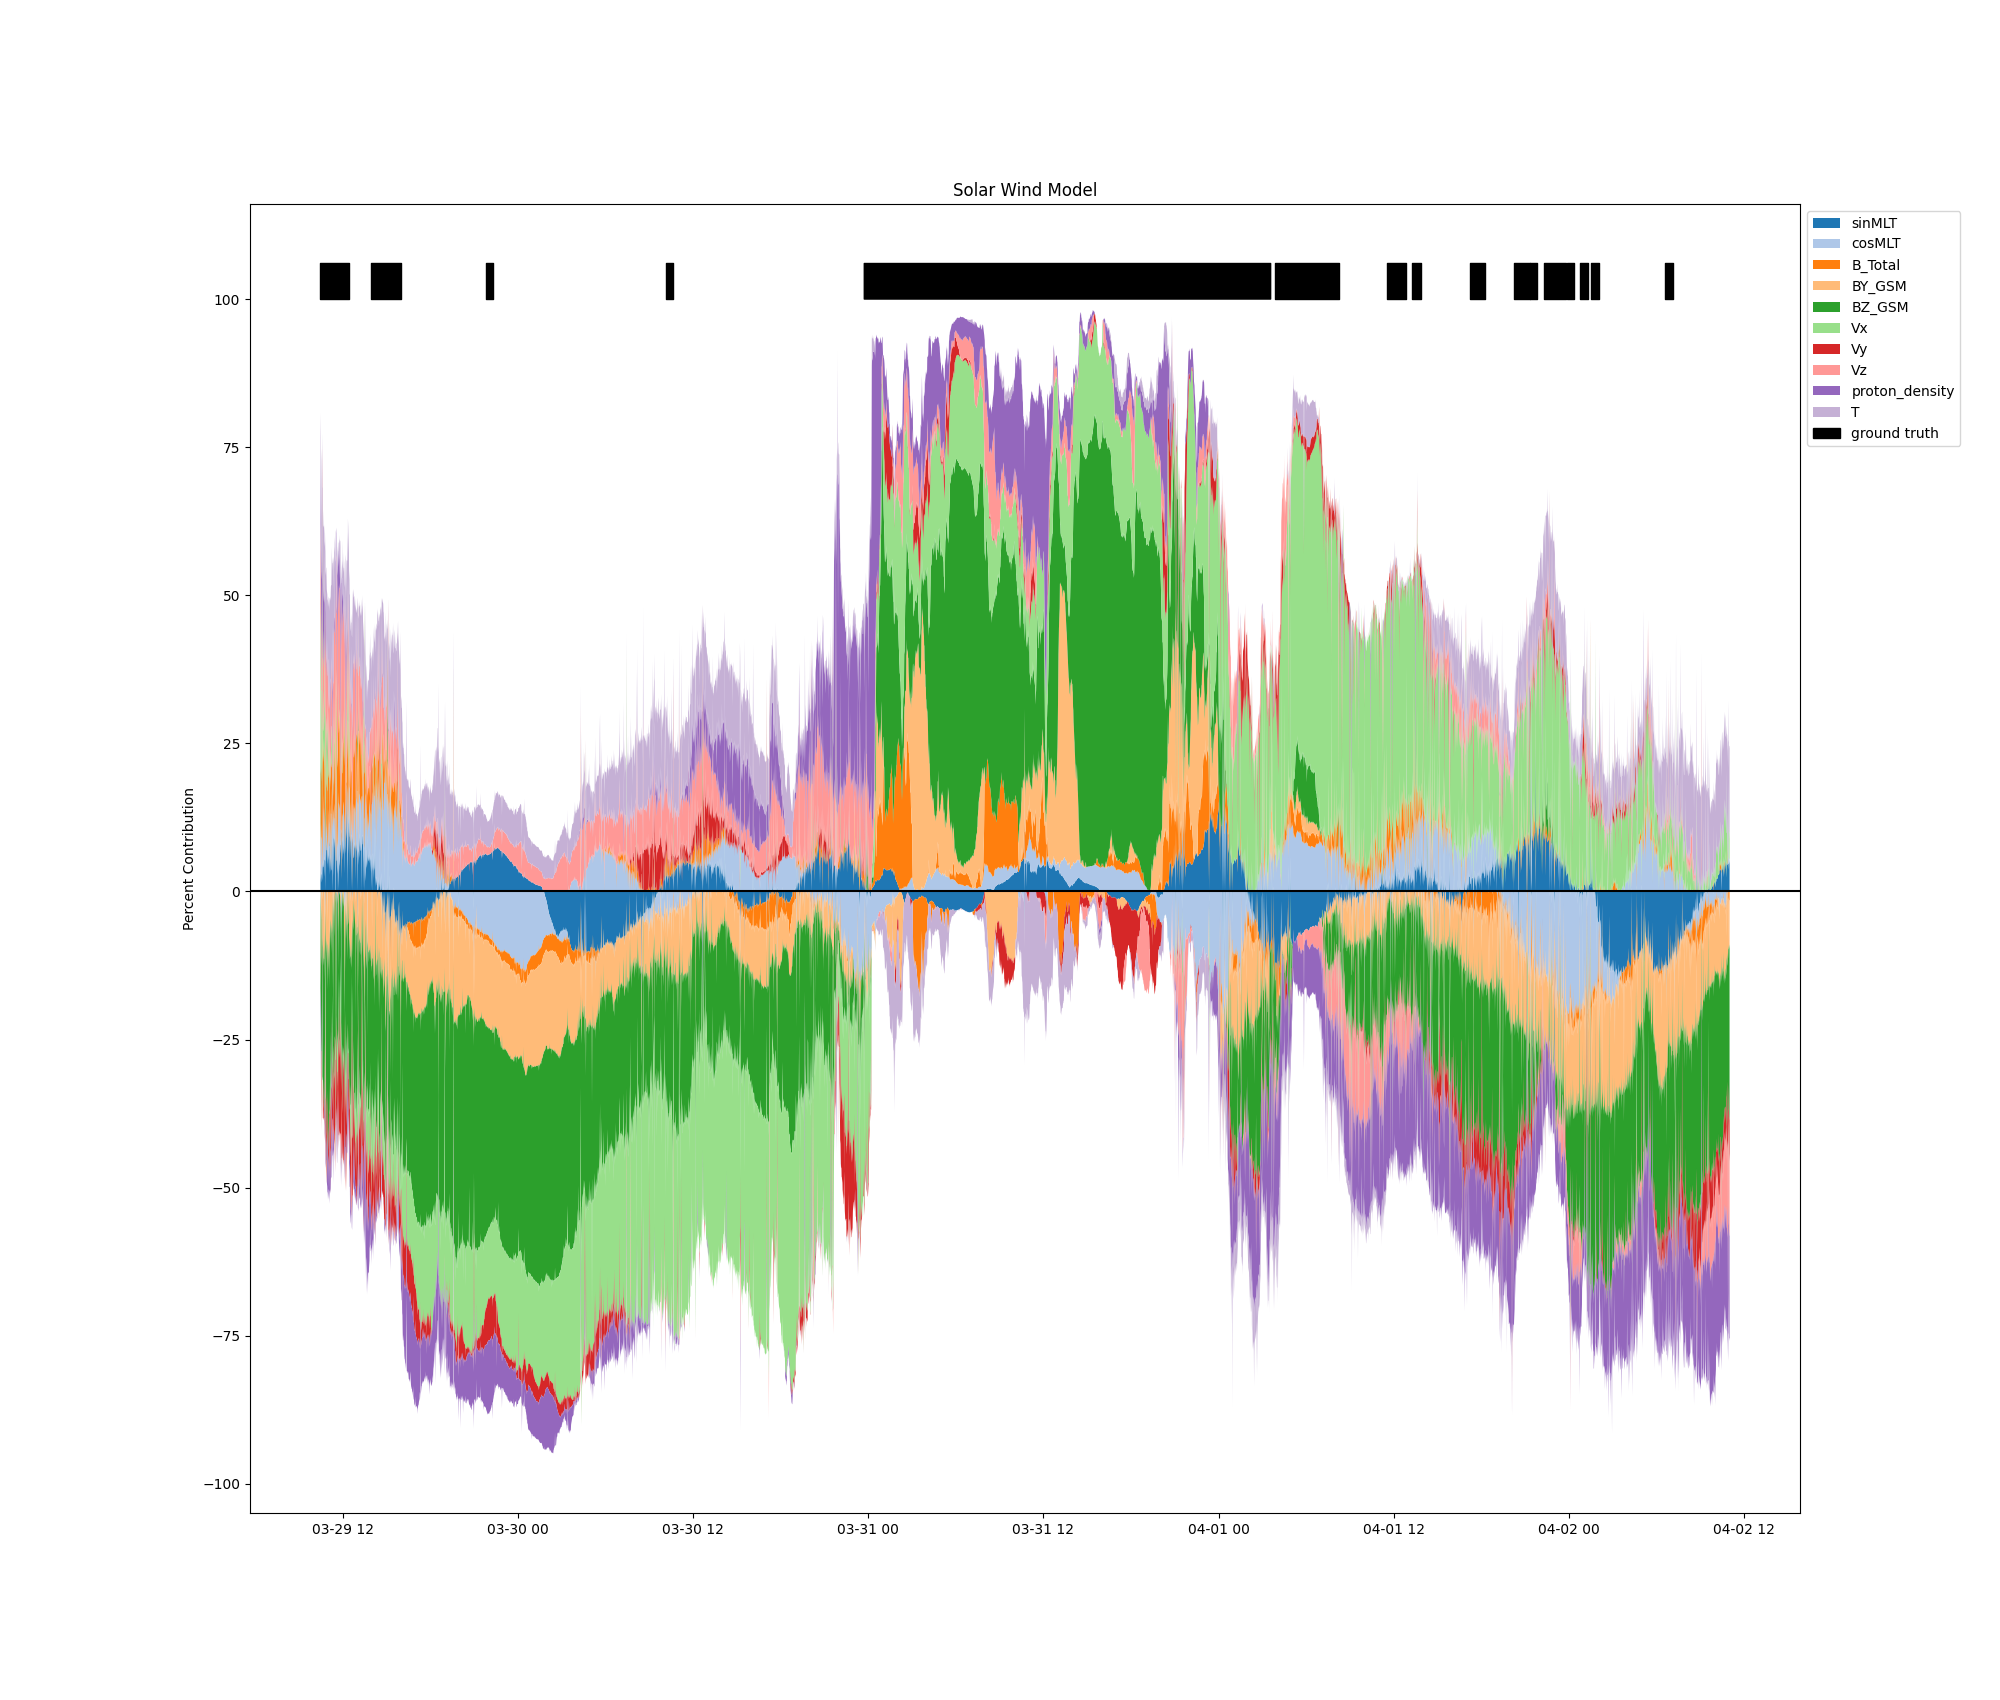 Solar Wind Model
sinMLT
cosMLT
B_Total
BY_GSM
BZ_GSM
Vx
Vy
Vz
proton_density
T
ground truth
Percent Contribution
100
75
50
25
0
−25
−50
−75
−100
03-29 12
03-30 00
03-30 12
03-31 00
03-31 12
04-01 00
04-01 12
04-02 00
04-02 12